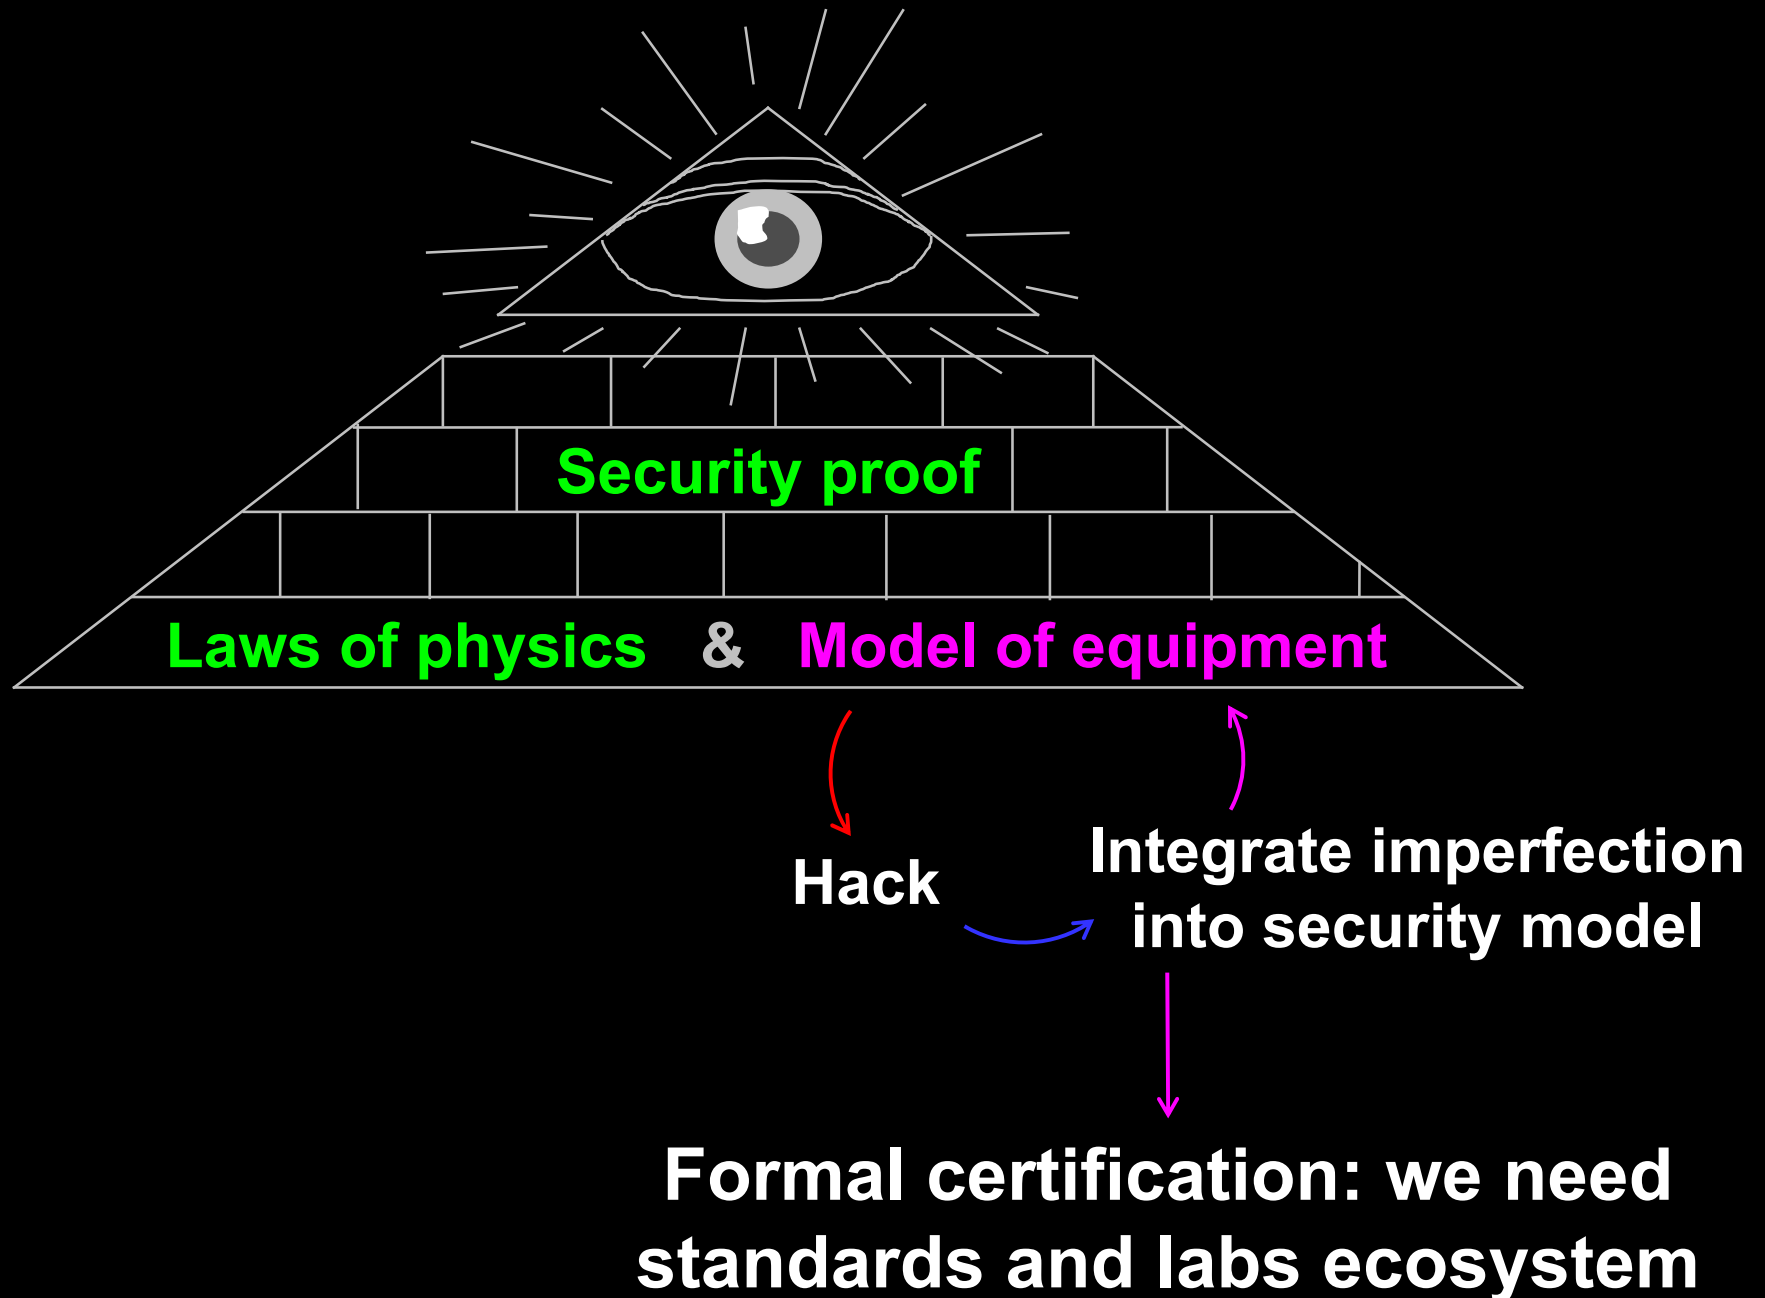 Security proof
Laws of physics & Model of equipment
Hack
Integrate imperfection
into security model
Formal certification: we need
standards and labs ecosystem